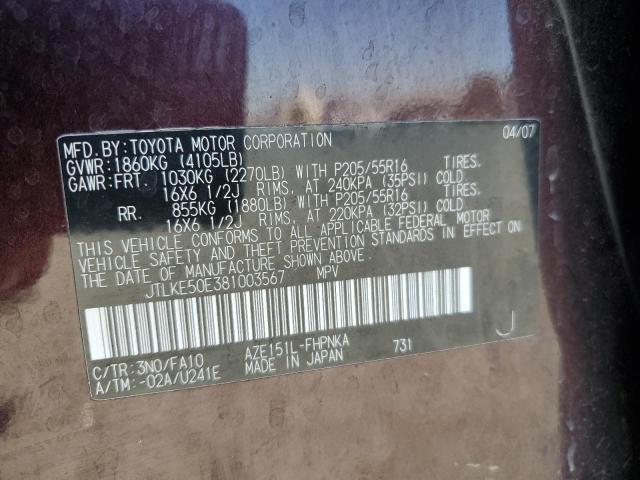 MFD. BY: TOYOTA MOTOR CORPORATION 04/07
GVWR: 1860KG (4105LB)
GAWR: FRT. 1030KG (2270LB) WITH P205/55R16 TIRES.
16X6 1/2J RIMS. AT 240KPA (35PSI) COLD
RR. 855KG (1880LB) WITH P205/55R16 TIRES.
16X6 1/2J RIMS. AT 220KPA (32PSI) COLD
THIS VEHICLE CONFORMS TO ALL APPLICABLE FEDERAL MOTOR
VEHICLE SAFETY AND THEFT PREVENTION STANDARDS IN EFFECT ON
THE DATE OF MANUFACTURE SHOWN ABOVE.
JTLKE50E381003567 MPV
J
C/TR: 3N0/FA10 AZE151L-FHPNKA 731
A/TM: -02A/U241E MADE IN JAPAN